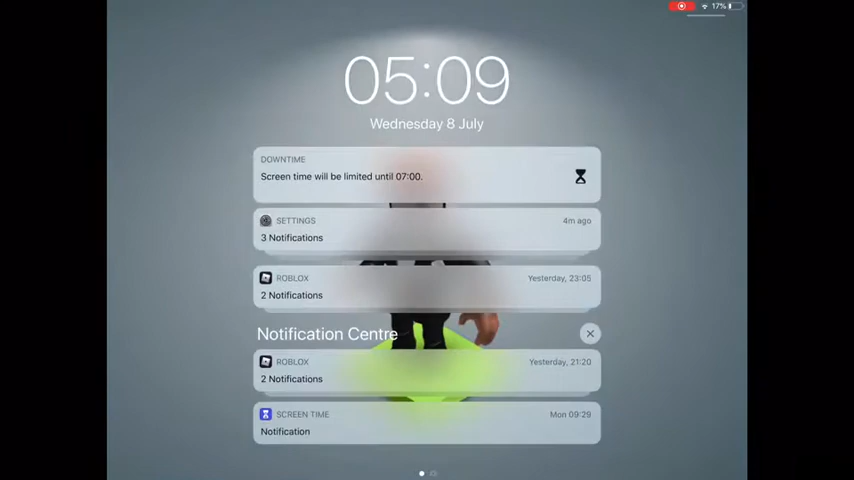 17%
05:09
Wednesday 8 July
DOWNTIME
Screen time will be limited until 07:00.
SETTINGS 4m ago
3 Notifications
ROBLOX Yesterday, 23:05
2 Notifications
Notification Centre
ROBLOX Yesterday, 21:20
2 Notifications
SCREEN TIME Mon 09:29
Notification